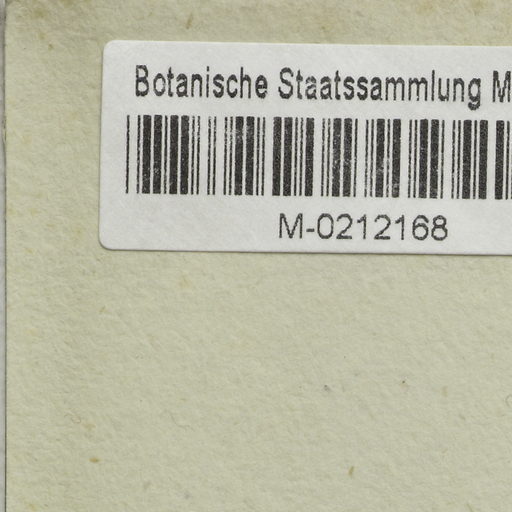 Botanische Staatssammlung M
M-0212168